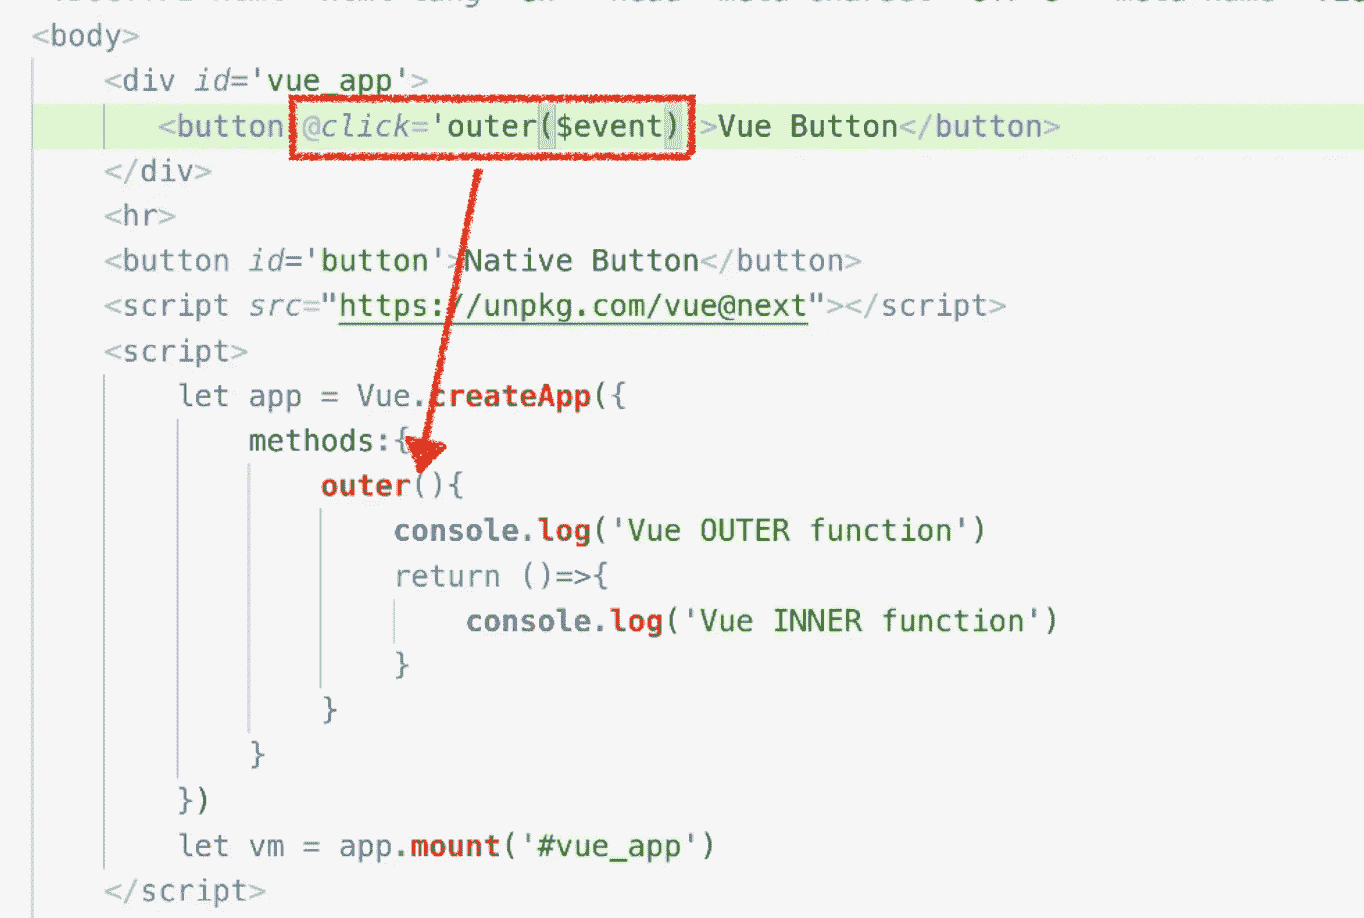 <body>
<div id='vue_app'>
<button @click='outer($event) >Vue Button</button>
</div>
<hr>
<button id='button'>Native Button</button>
<script src="https://unpkg.com/vue@next"></script>
<script>
let app = Vue.createApp({
methods:{
outer(){
console.log('Vue OUTER function')
return ()=>{
console.log('Vue INNER function')
}
}
}
})
let vm = app.mount('#vue_app')
</script>